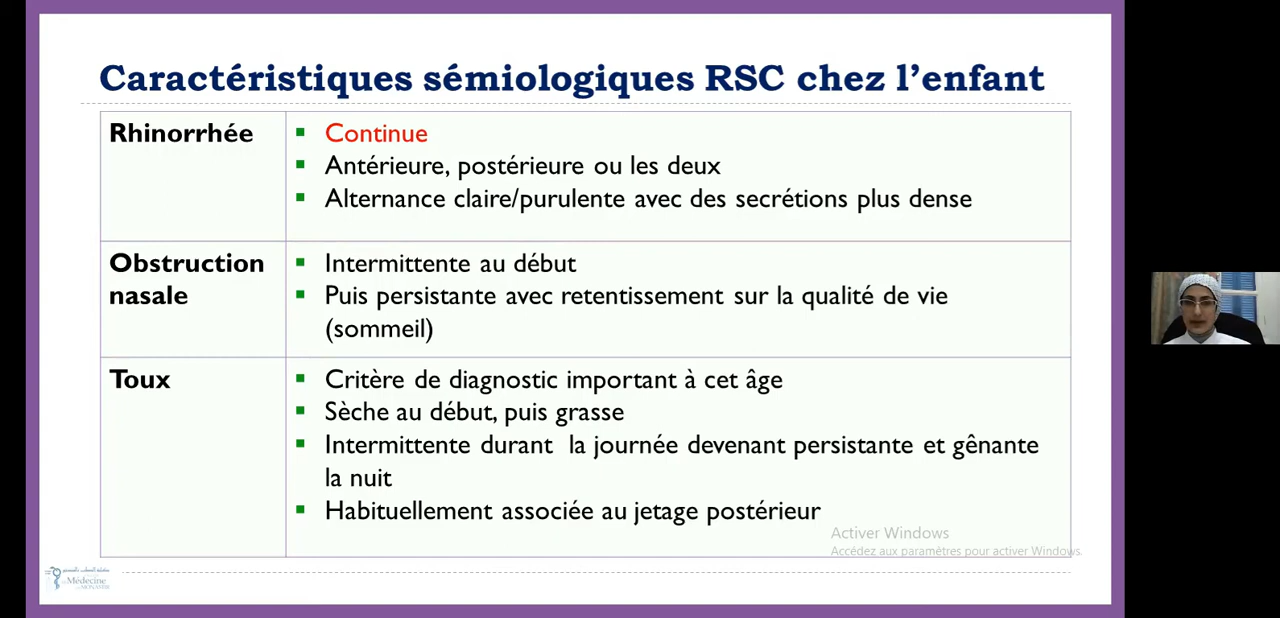 Caractéristiques sémiologiques RSC chez l'enfant
Rhinorrhée
Continue
Antérieure, postérieure ou les deux
Alternance claire/purulente avec des secrétions plus dense
Obstruction
nasale
Intermittente au début
Puis persistante avec retentissement sur la qualité de vie
(sommeil)
Toux
Critère de diagnostic important à cet âge
Sèche au début, puis grasse
Intermittente durant la journée devenant persistante et gênante
la nuit
Habituellement associée au jetage postérieur
Activer Windows
Accédez aux paramètres pour activer Windows.
Médecine